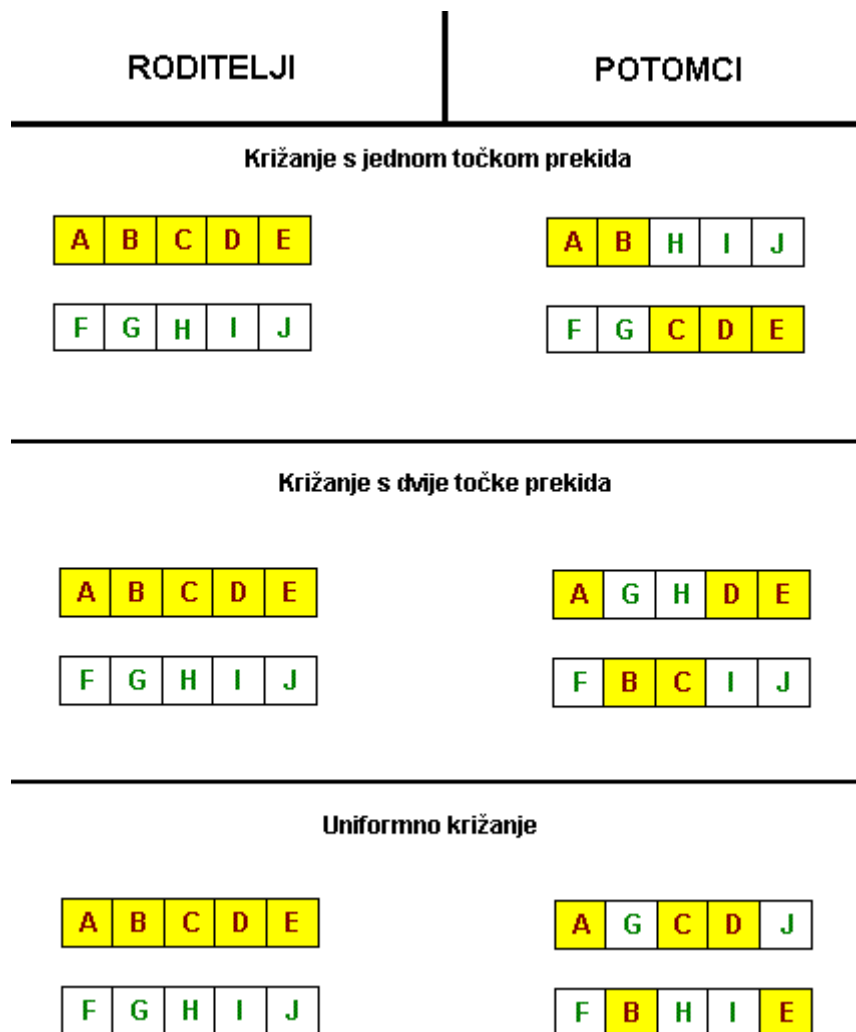 RODITELJI POTOMCI
Križanje s jednom točkom prekida
A B C D E A B H I J
F G H I J F G C D E
Križanje s dvije točke prekida
A B C D E A G H D E
F G H I J F B C I J
Uniformno križanje
A B C D E A G C D J
F G H I J F B H I E